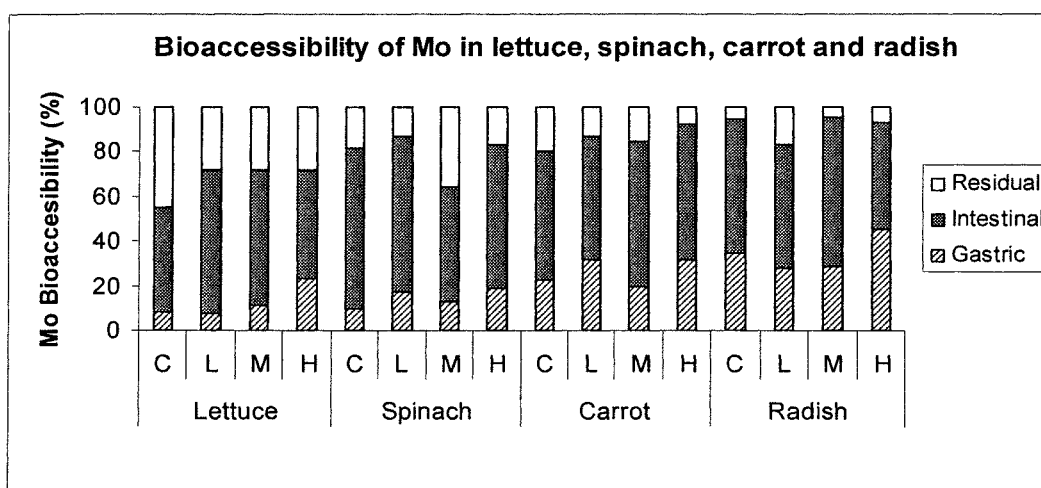 Bioaccessibility of Mo in lettuce, spinach, carrot and radish
Mo Bioaccesibility (%)
100
80
60
40
20
0
C L M H C L M H C L M H C L M H
Lettuce Spinach Carrot Radish
Residual
Intestinal
Gastric